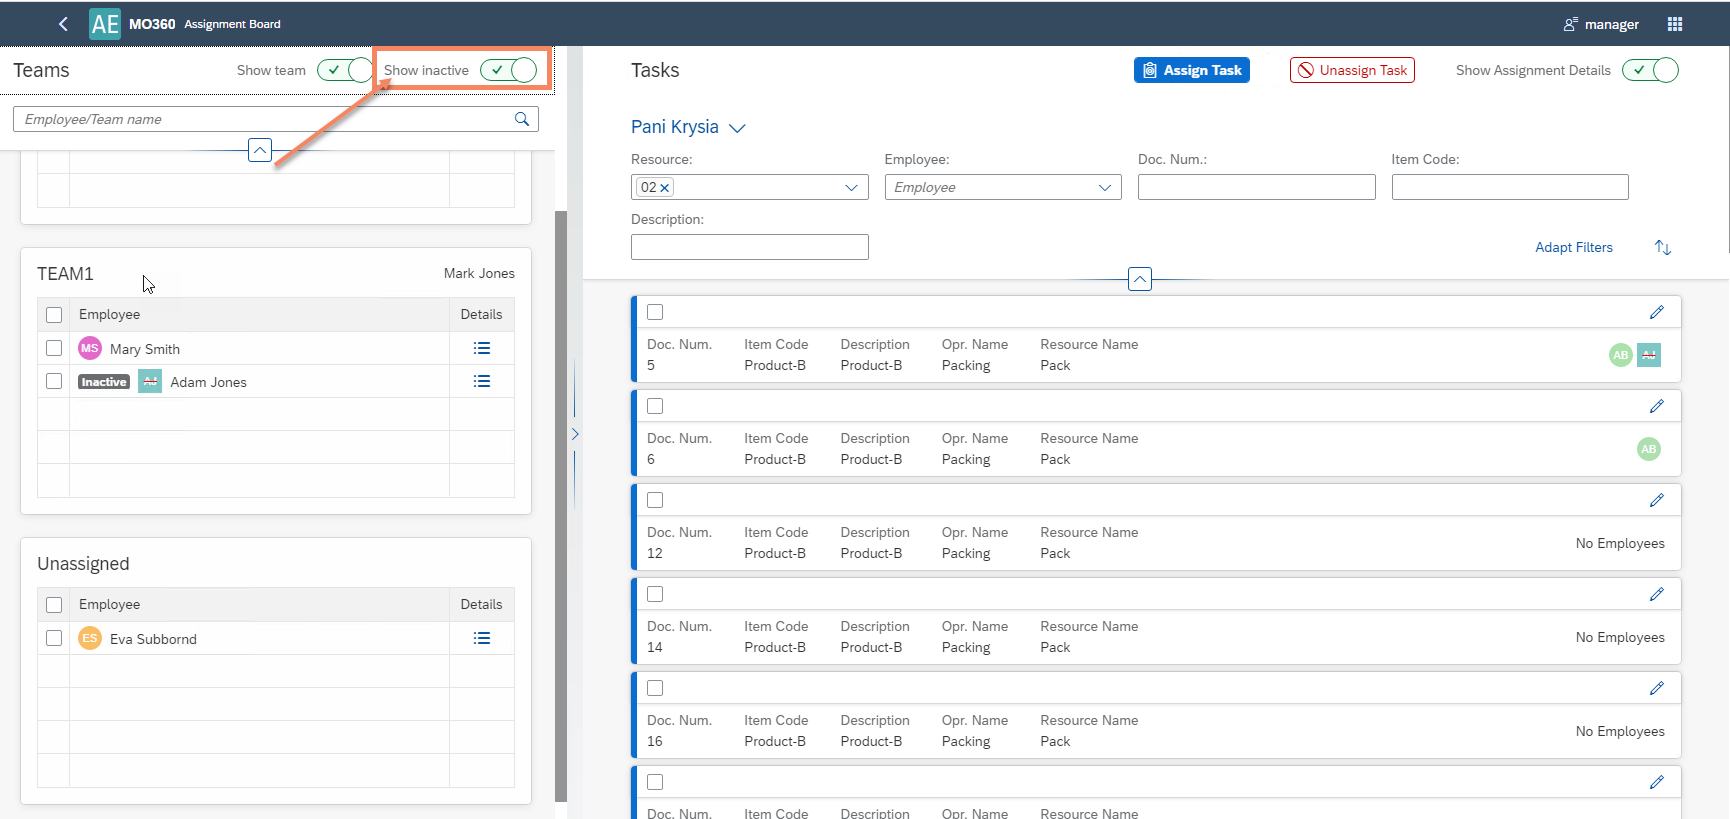 AE MO360 Assignment Board
manager
Teams
Show team
Show inactive
Employee/Team name
TEAM1
Mark Jones
Employee Details
MS Mary Smith
Inactive AJ Adam Jones
Unassigned
Employee Details
ES Eva Subbornd
Tasks
Assign Task
Unassign Task
Show Assignment Details
Pani Krysia
Resource: Employee: Doc. Num.: Item Code:
02 Employee
Description:
Adapt Filters
Doc. Num. Item Code Description Opr. Name Resource Name
5 Product-B Product-B Packing Pack
AB AJ
Doc. Num. Item Code Description Opr. Name Resource Name
6 Product-B Product-B Packing Pack
AB
Doc. Num. Item Code Description Opr. Name Resource Name
12 Product-B Product-B Packing Pack
No Employees
Doc. Num. Item Code Description Opr. Name Resource Name
14 Product-B Product-B Packing Pack
No Employees
Doc. Num. Item Code Description Opr. Name Resource Name
16 Product-B Product-B Packing Pack
No Employees
Doc. Num. Item Code Description Opr. Name Resource Name